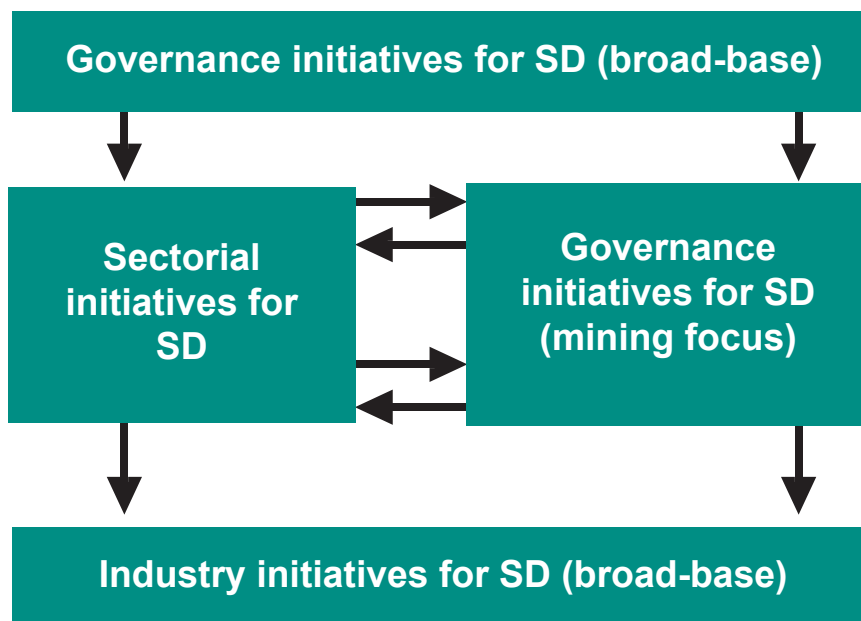 Governance initiatives for SD (broad-base)
Sectorial
initiatives for
SD
Governance
initiatives for SD
(mining focus)
Industry initiatives for SD (broad-base)